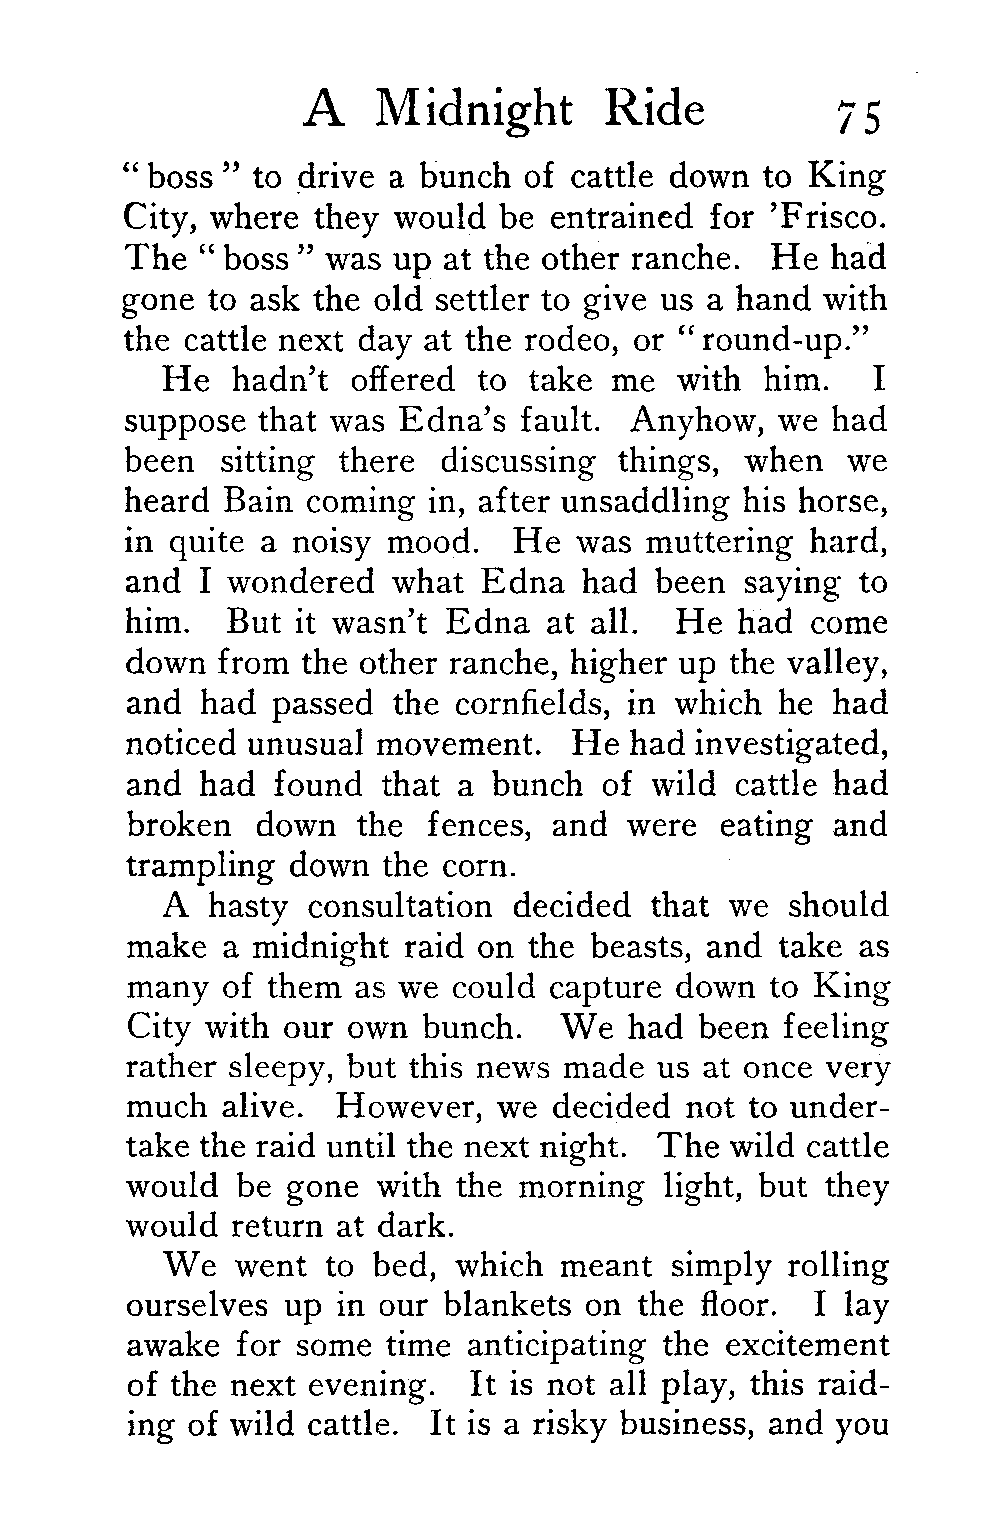 A Midnight Ride 75
" boss " to drive a bunch of cattle down to King
City, where they would be entrained for 'Frisco.
The " boss " was up at the other ranche. He had
gone to ask the old settler to give us a hand with
the cattle next day at the rodeo, or " round-up."
He hadn't offered to take me with him. I
suppose that was Edna's fault. Anyhow, we had
been sitting there discussing things, when we
heard Bain coming in, after unsaddling his horse,
in quite a noisy mood. He was muttering hard,
and I wondered what Edna had been saying to
him. But it wasn't Edna at all. He had come
down from the other ranche, higher up the valley,
and had passed the cornfields, in which he had
noticed unusual movement. He had investigated,
and had found that a bunch of wild cattle had
broken down the fences, and were eating and
trampling down the corn.
A hasty consultation decided that we should
make a midnight raid on the beasts, and take as
many of them as we could capture down to King
City with our own bunch. We had been feeling
rather sleepy, but this news made us at once very
much alive. However, we decided not to under-
take the raid until the next night. The wild cattle
would be gone with the morning light, but they
would return at dark.
We went to bed, which meant simply rolling
ourselves up in our blankets on the floor. I lay
awake for some time anticipating the excitement
of the next evening. It is not all play, this raid-
ing of wild cattle. It is a risky business, and you